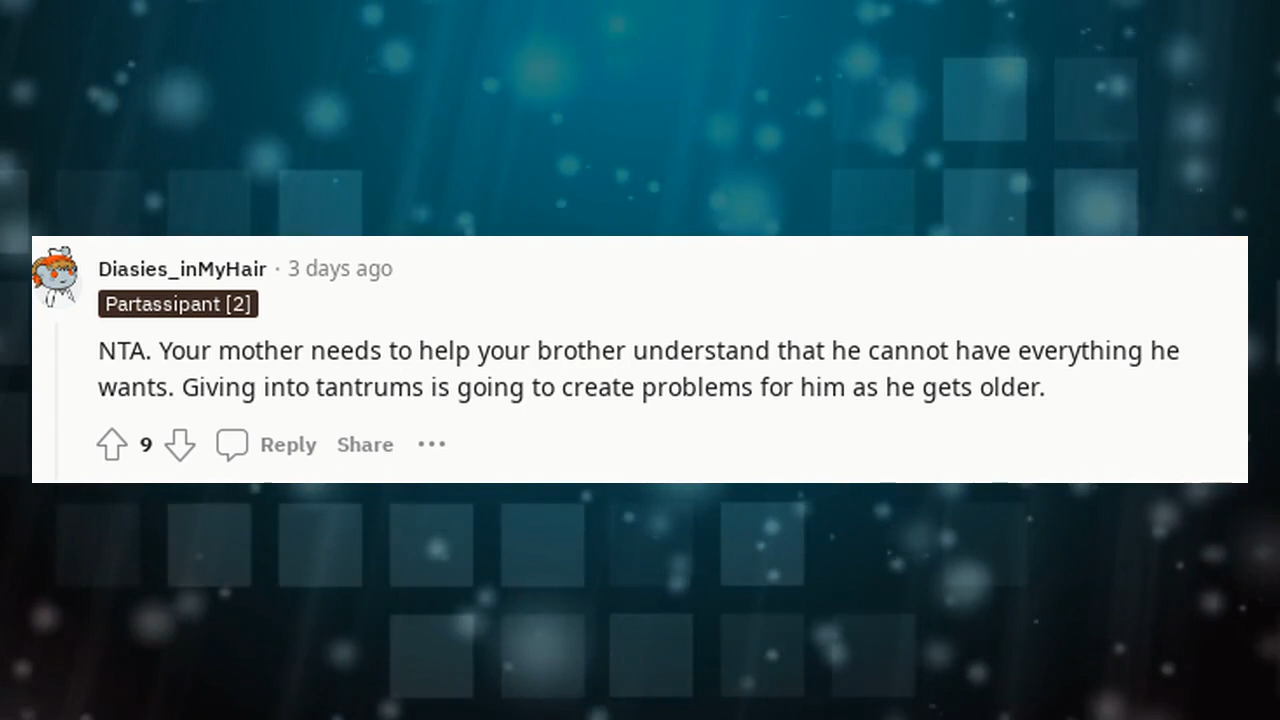 Diasies_inMyHair · 3 days ago
Partassipant [2]
NTA. Your mother needs to help your brother understand that he cannot have everything he
wants. Giving into tantrums is going to create problems for him as he gets older.
9 Reply Share ···